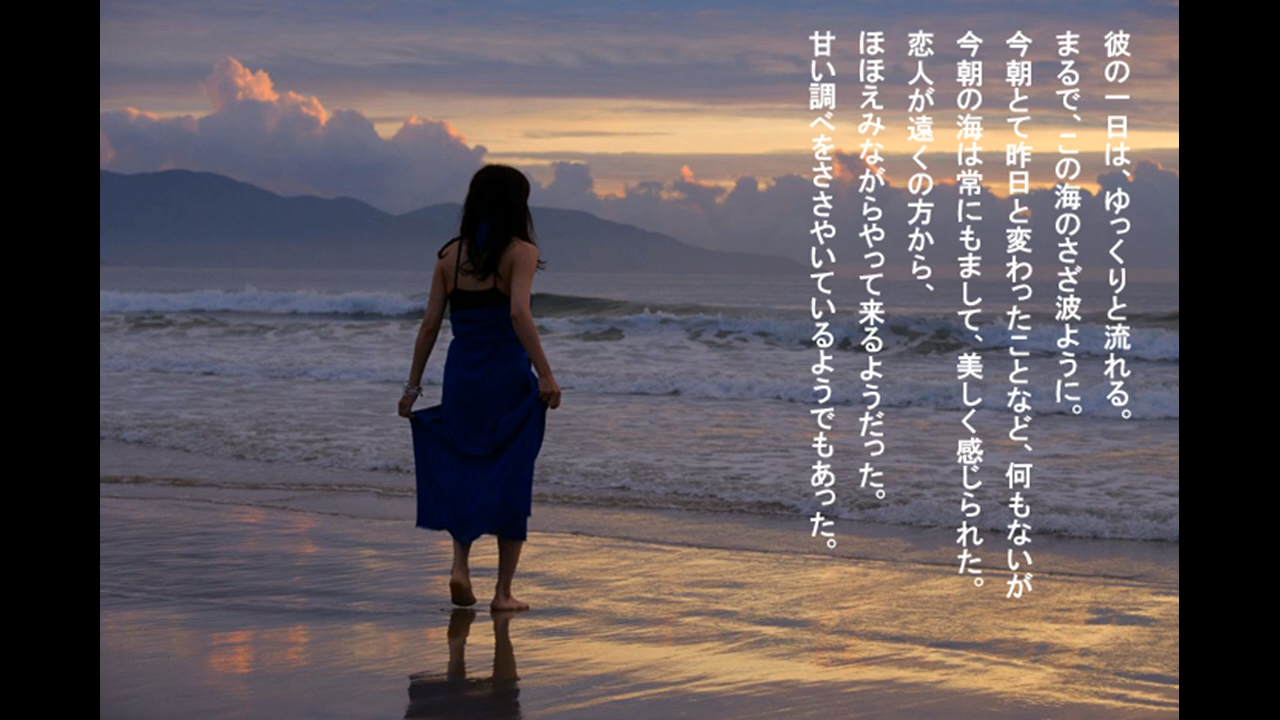 彼の一日は、ゆっくりと流れる。
まるで、この海のさざ波ように。
今朝とて昨日と変わったことなど、何もないが
今朝の海は常にもまして、美しく感じられた。
恋人が遠くの方から、
ほほえみながらやって来るようだった。
甘い調べをささやいているようでもあった。